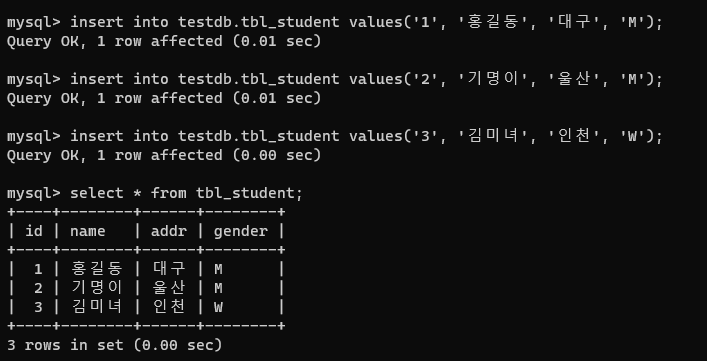 mysql> insert into testdb.tbl_student values('1', '홍길동', '대구', 'M');
Query OK, 1 row affected (0.01 sec)
mysql> insert into testdb.tbl_student values('2', '기명이', '울산', 'M');
Query OK, 1 row affected (0.01 sec)
mysql> insert into testdb.tbl_student values('3', '김미녀', '인천', 'W');
Query OK, 1 row affected (0.00 sec)
mysql> select * from tbl_student;
+----+--------+------+--------+
| id | name   | addr | gender |
+----+--------+------+--------+
|  1 | 홍길동 | 대구 | M      |
|  2 | 기명이 | 울산 | M      |
|  3 | 김미녀 | 인천 | W      |
+----+--------+------+--------+
3 rows in set (0.00 sec)